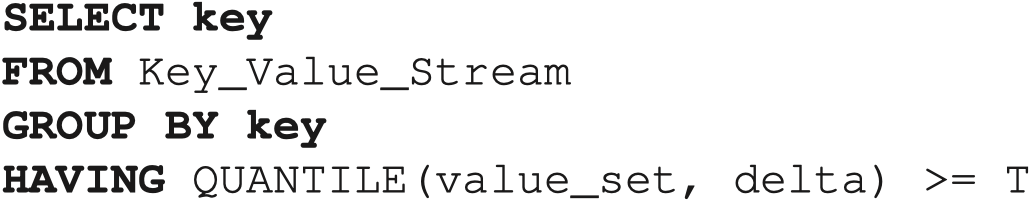 SELECT key
FROM Key_Value_Stream
GROUP BY key
HAVING QUANTILE(value_set, delta) >= T